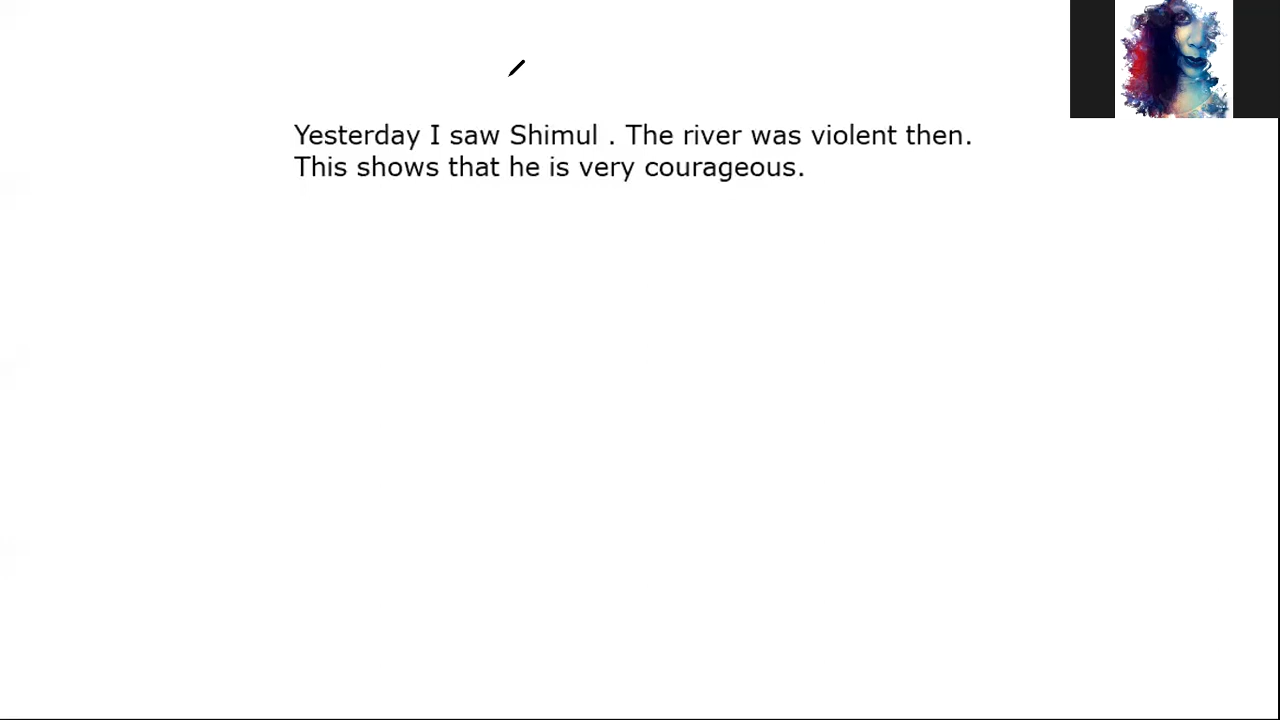 Yesterday I saw Shimul . The river was violent then.
This shows that he is very courageous.